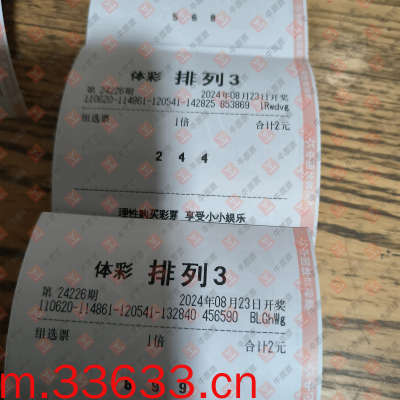 5 6 8
体彩 排列3
第 24226期 2024年08月23日开奖
110620-114861-120541-142825 853869 lRwdvg
组选票 1倍 合计2元
2 4 4
理性购买彩票 享受小小娱乐
体彩 排列3
第 24226期 2024年08月23日开奖
110620-114861-120541-132840 456590 BLGhWg
组选票 1倍 合计2元
m.33633.cn